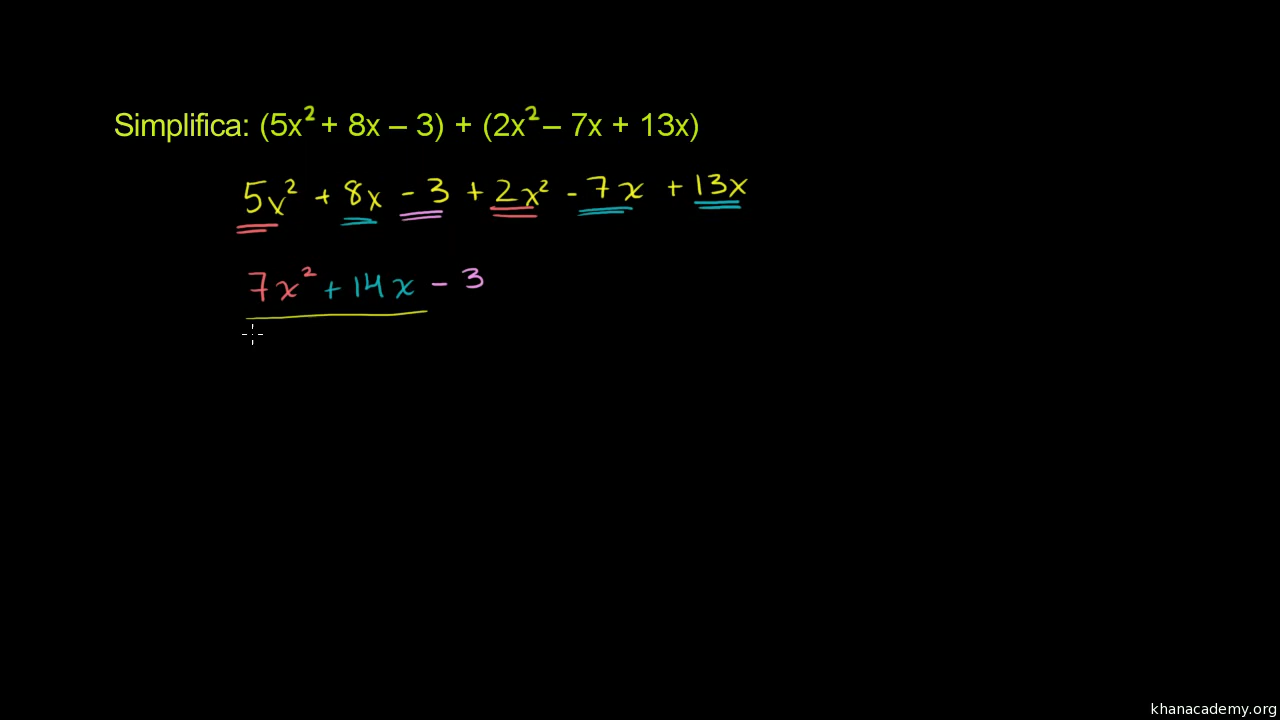 Simplifica: (5x² + 8x – 3) + (2x² – 7x + 13x)
5x² + 8x - 3 + 2x² - 7x + 13x
7x² + 14x - 3
khanacademy.org